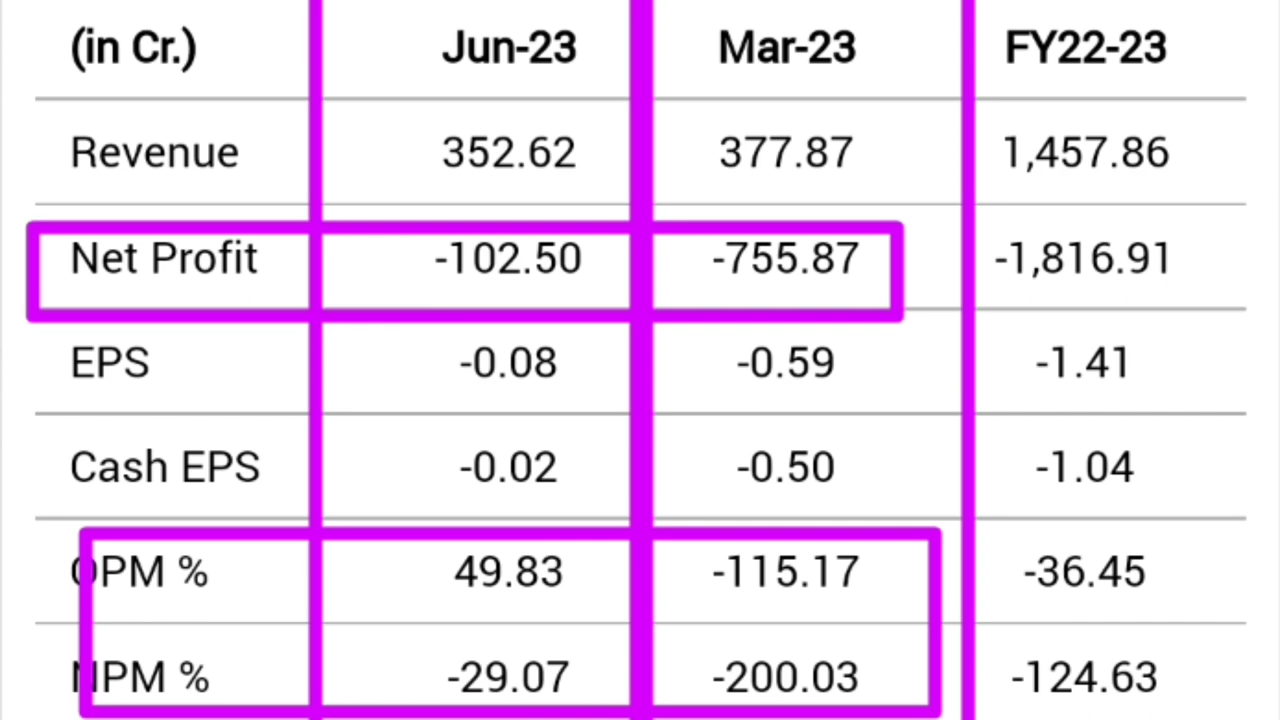 (in Cr.) Jun-23 Mar-23 FY22-23
Revenue 352.62 377.87 1,457.86
Net Profit -102.50 -755.87 -1,816.91
EPS -0.08 -0.59 -1.41
Cash EPS -0.02 -0.50 -1.04
OPM % 49.83 -115.17 -36.45
NPM % -29.07 -200.03 -124.63